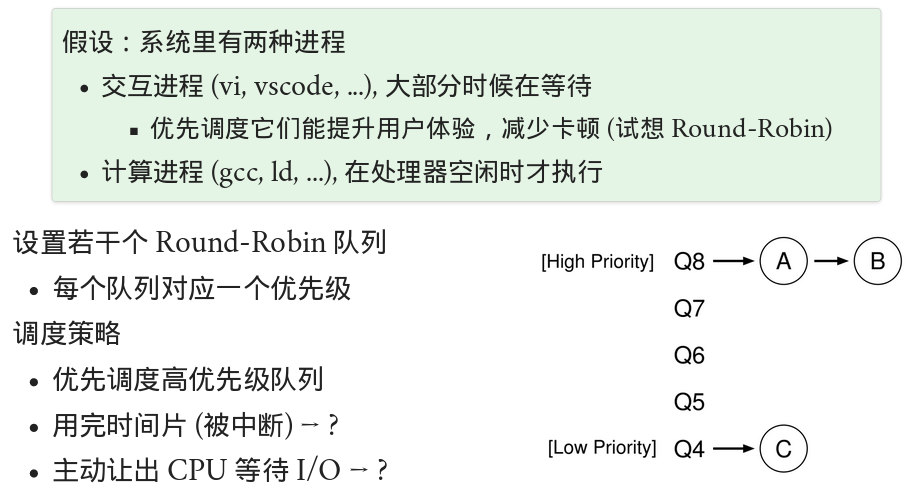 假设：系统里有两种进程
• 交互进程 (vi, vscode, ...), 大部分时候在等待
▪ 优先调度它们能提升用户体验，减少卡顿 (试想 Round-Robin)
• 计算进程 (gcc, ld, ...), 在处理器空闲时才执行
设置若干个 Round-Robin 队列
• 每个队列对应一个优先级
调度策略
• 优先调度高优先级队列
• 用完时间片 (被中断) → ?
• 主动让出 CPU 等待 I/O → ?
[High Priority] Q8 → A → B
Q7
Q6
Q5
[Low Priority] Q4 → C